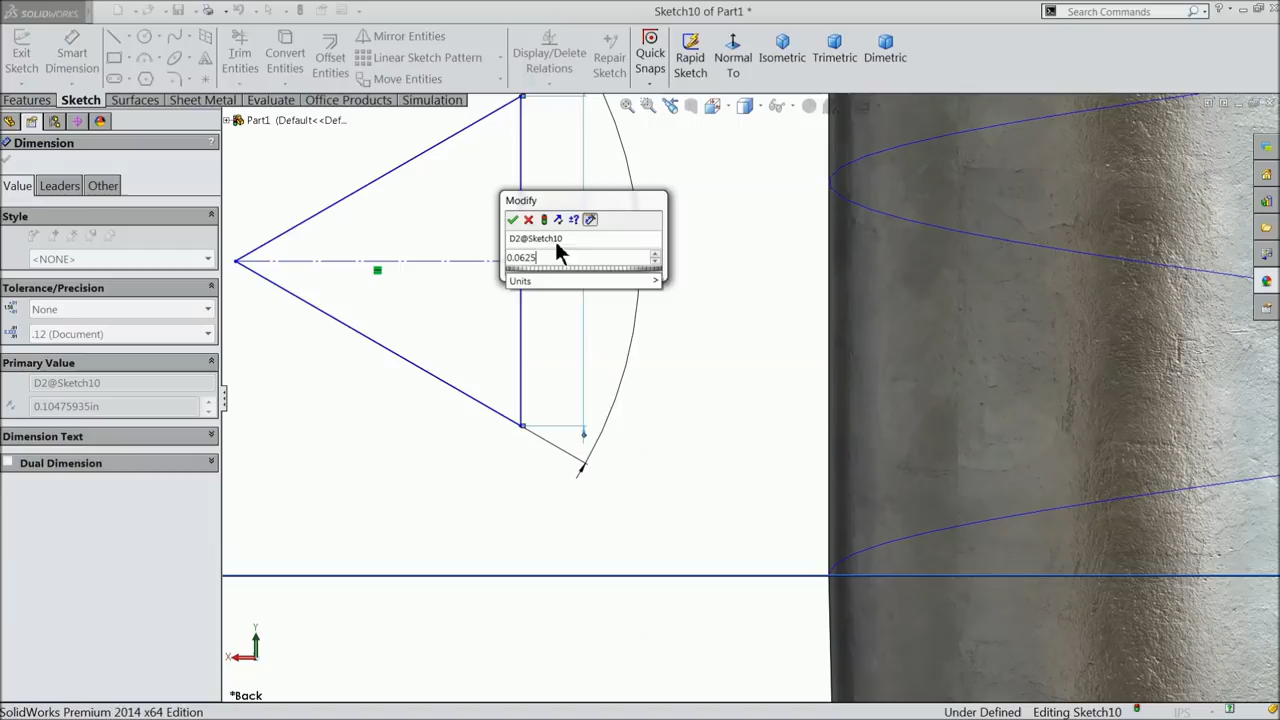 SOLIDWORKS
Sketch10 of Part1 *
Search Commands
Exit
Sketch
Smart
Dimension
Trim
Entities
Convert
Entities
Offset
Entities
Mirror Entities
Linear Sketch Pattern
Move Entities
Display/Delete
Relations
Repair
Sketch
Quick
Snaps
Rapid
Sketch
Normal
To
Isometric
Trimetric
Dimetric
Features
Sketch
Surfaces
Sheet Metal
Evaluate
Office Products
Simulation
Part1 (Default<<Def...
Dimension
Value
Leaders
Other
Style
<NONE>
Tolerance/Precision
None
.12 (Document)
Primary Value
D2@Sketch10
0.10475935in
Dimension Text
Dual Dimension
Modify
D2@Sketch10
0.0625
Units
>
Y
X
*Back
SolidWorks Premium 2014 x64 Edition
Under Defined
Editing Sketch10
IPS